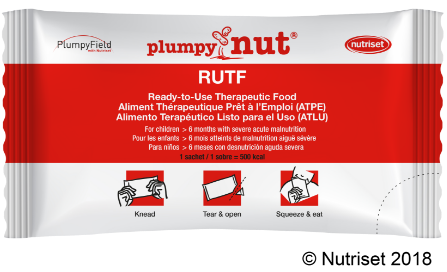 PlumpyField
plumpy'nut®
nutriset
RUTF
Ready-to-Use Therapeutic Food
Aliment Thérapeutique Prêt à l'Emploi (ATPE)
Alimento Terapéutico Listo para el Uso (ATLU)
For children > 6 months with severe acute malnutrition
Pour les enfants > 6 mois atteints de malnutrition aiguë sévère
Para niños > 6 meses con desnutrición aguda severa
1 sachet / 1 sobre = 500 kcal
Knead
Tear & open
Squeeze & eat
© Nutriset 2018